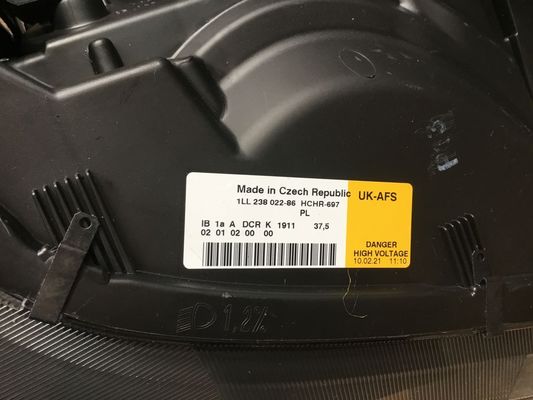 Made in Czech Republic
1LL 238 022-86 HCHR-697
PL
IB 1a A DCR K 1911 37,5
02 01 02 00 00
UK-AFS
DANGER
HIGH VOLTAGE
10.02.21 11:10
1,2%